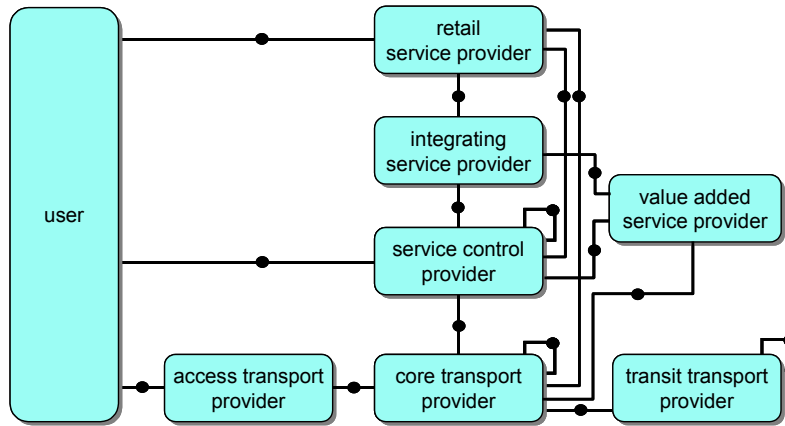 retail
service provider
integrating
service provider
value added
service provider
user
service control
provider
access transport
provider
core transport
provider
transit transport
provider